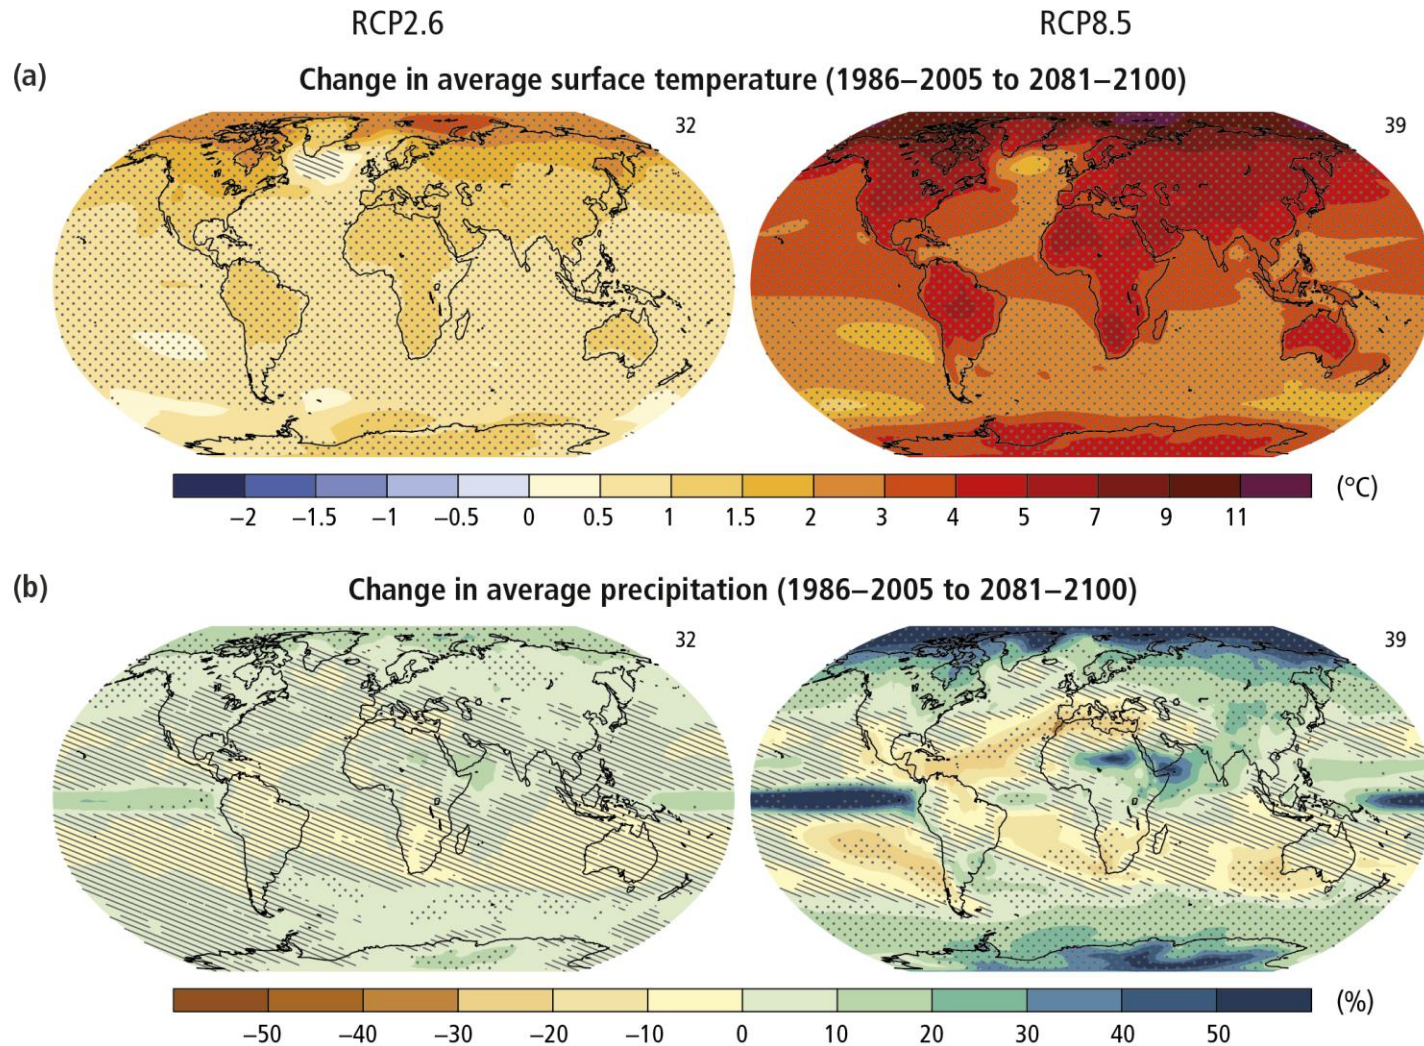 RCP2.6 RCP8.5
(a) Change in average surface temperature (1986–2005 to 2081–2100)
32 39
(°C)
−2 −1.5 −1 −0.5 0 0.5 1 1.5 2 3 4 5 7 9 11
(b) Change in average precipitation (1986–2005 to 2081–2100)
32 39
(%)
−50 −40 −30 −20 −10 0 10 20 30 40 50